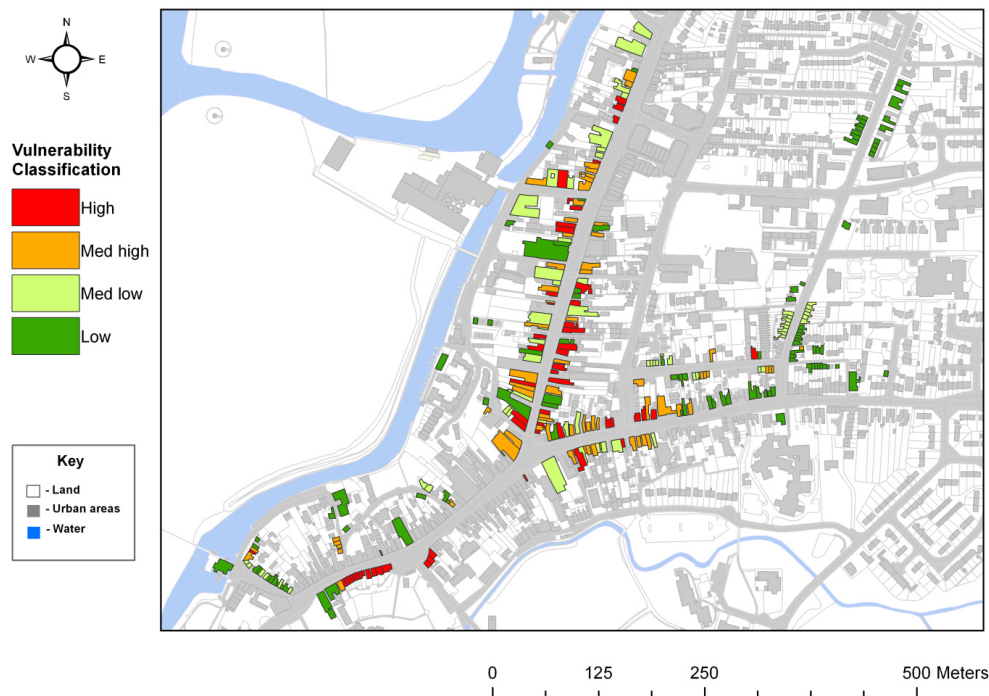 N
W E
S
Vulnerability
Classification
High
Med high
Med low
Low
Key
- Land
- Urban areas
- Water
0 125 250 500 Meters